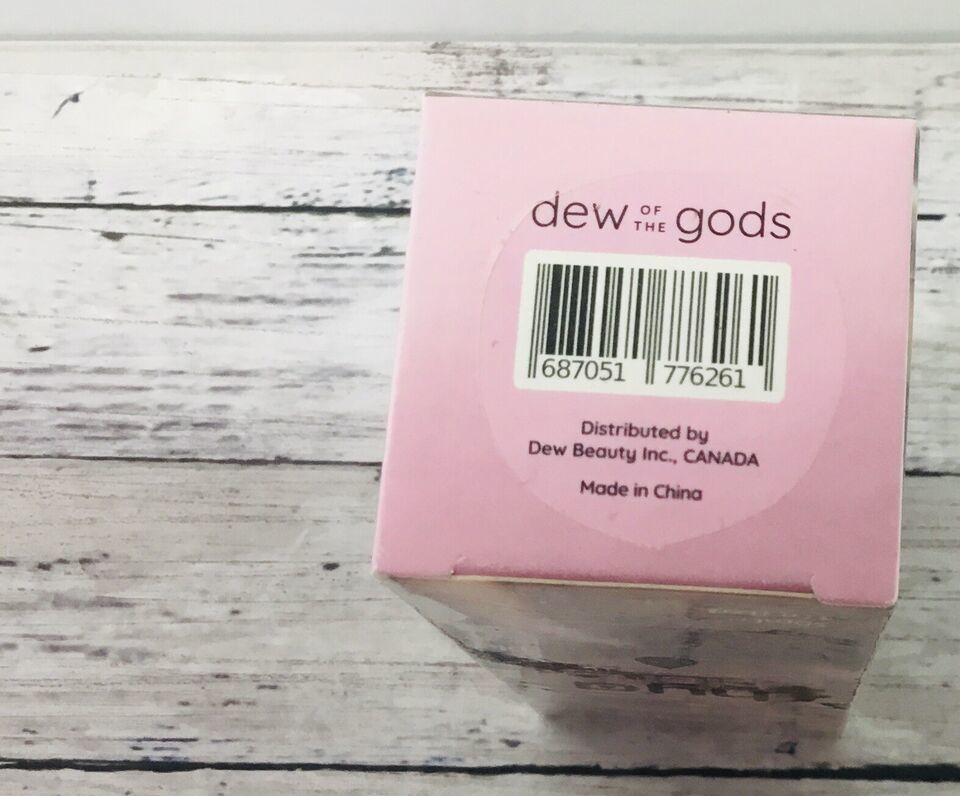 dew OF THE gods
687051 776261
Distributed by
Dew Beauty Inc., CANADA
Made in China